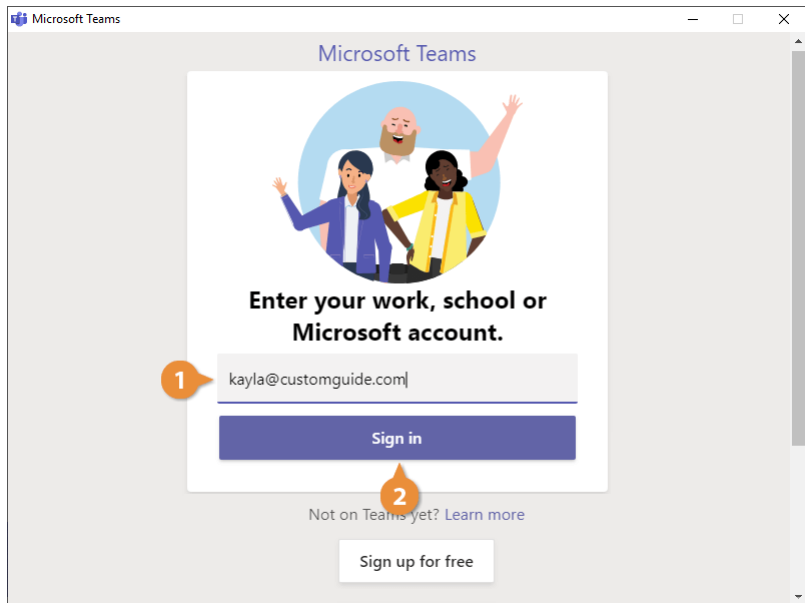 Microsoft Teams
Microsoft Teams
Enter your work, school or
Microsoft account.
1
kayla@customguide.com
Sign in
2
Not on Teams yet? Learn more
Sign up for free